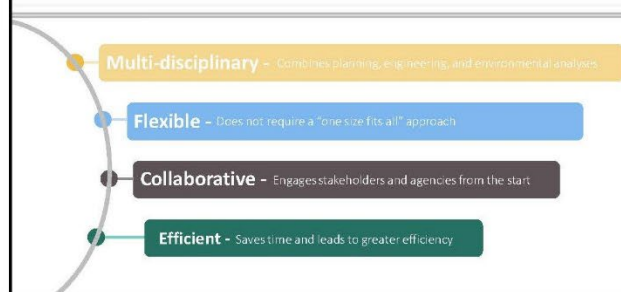 Multi-disciplinary - Combines planning, engineering, and environmental analyses
Flexible - Does not require a "one size fits all" approach
Collaborative - Engages stakeholders and agencies from the start
Efficient - Saves time and leads to greater efficiency